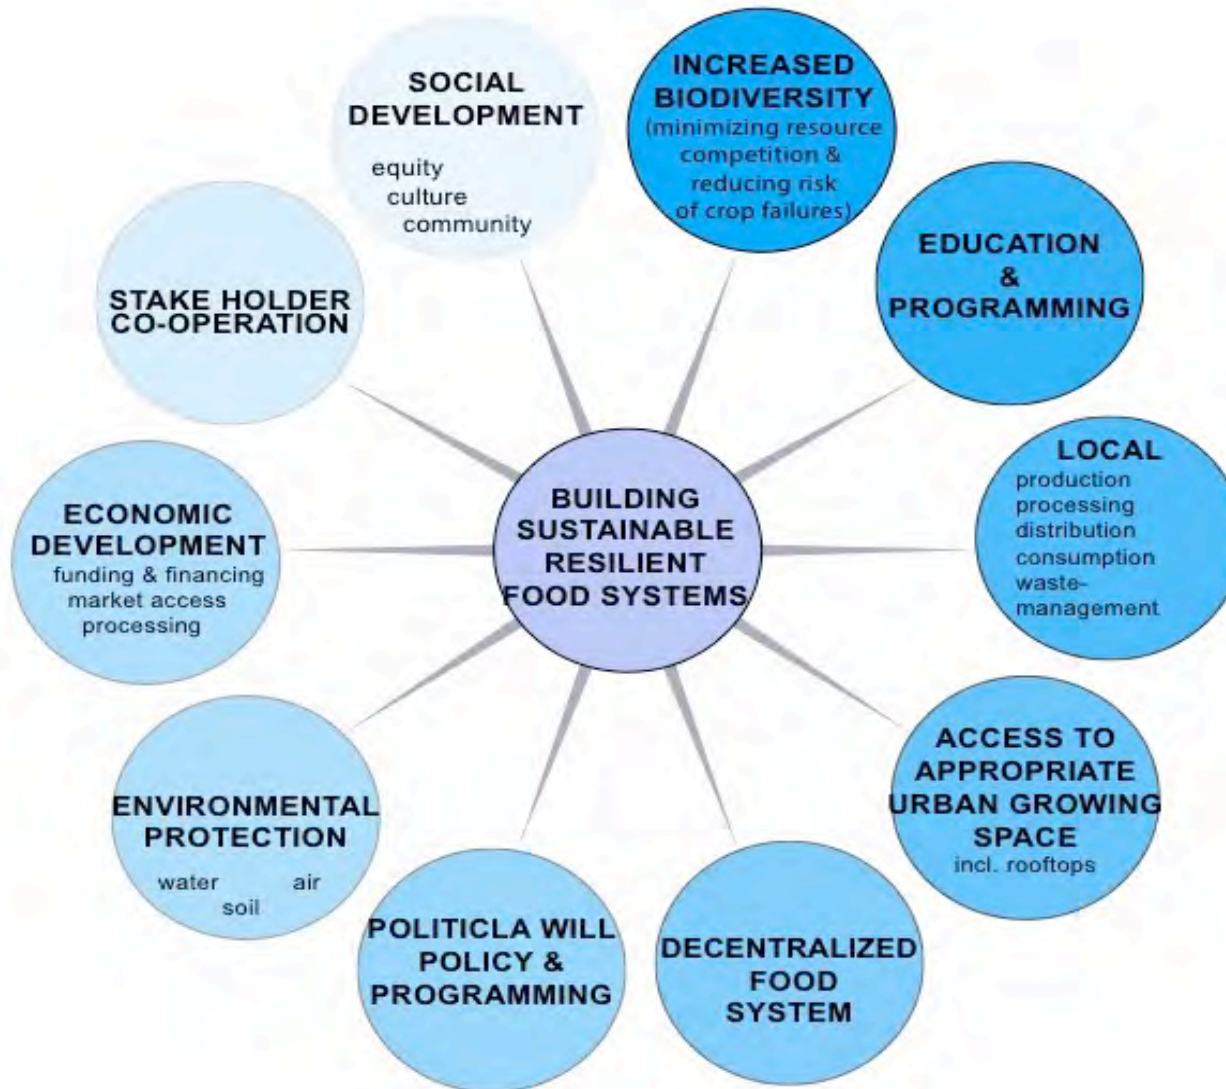 SOCIAL
DEVELOPMENT
equity
culture
community
INCREASED
BIODIVERSITY
(minimizing resource
competition &
reducing risk
of crop failures)
EDUCATION
&
PROGRAMMING
LOCAL
production
processing
distribution
consumption
waste-
management
ACCESS TO
APPROPRIATE
URBAN GROWING
SPACE
incl. rooftops
DECENTRALIZED
FOOD
SYSTEM
POLITICLA WILL
POLICY &
PROGRAMMING
ENVIRONMENTAL
PROTECTION
water air
soil
ECONOMIC
DEVELOPMENT
funding & financing
market access
processing
STAKE HOLDER
CO-OPERATION
BUILDING
SUSTAINABLE
RESILIENT
FOOD SYSTEMS